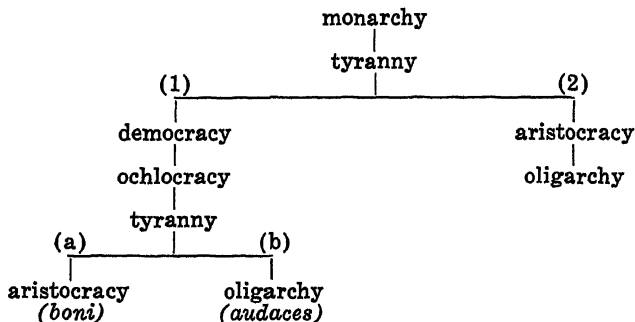 monarchy
tyranny
(1) (2)
democracy aristocracy
ochlocracy oligarchy
tyranny
(a) (b)
aristocracy oligarchy
(boni) (audaces)